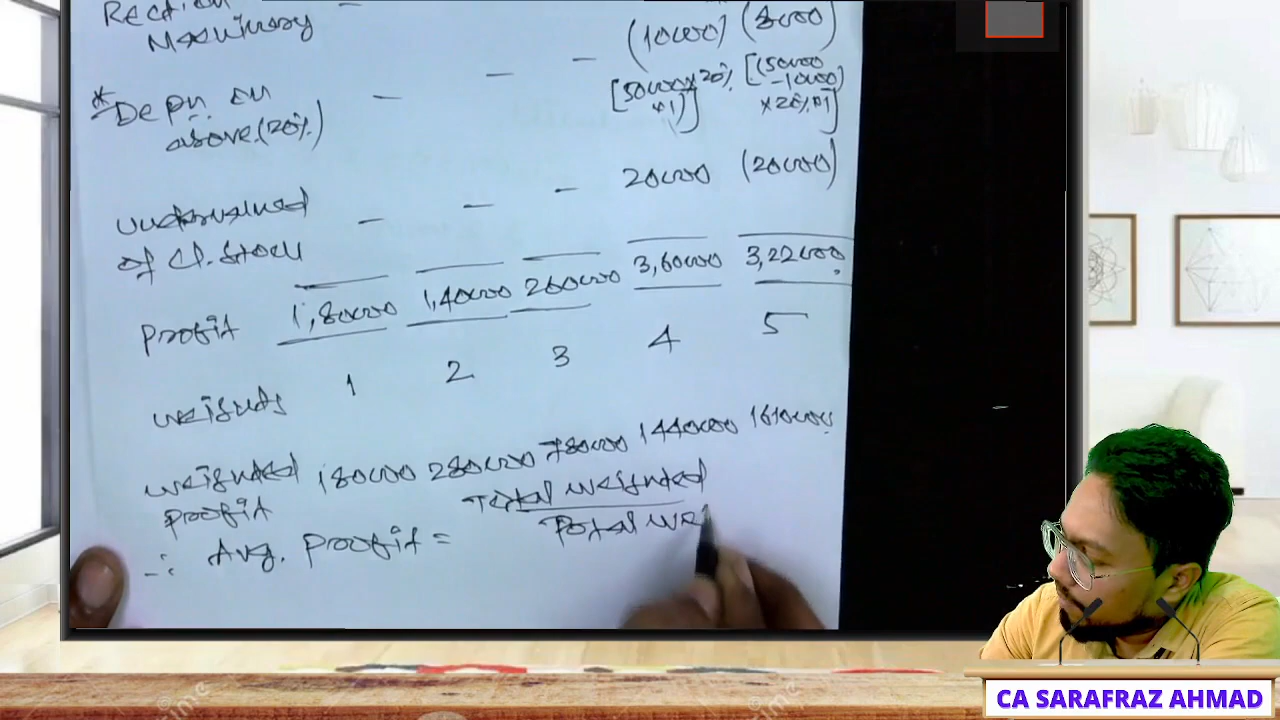 Machinery
(10000) (8000)
* Depn. on - - - [50000×20% [(50000
×1)] -10000)
above.(20%) ×20%×1]
undervalued - - - 20000 (20000)
of Cl. Stock
Profit 1,80000 1,40000 260000 3,60000 3,22000
weights 1 2 3 4 5
weighted 180000 280000 780000 1440000 1610000
profit
∴ Avg. Profit = Total weighted
Total we
CA SARAFRAZ AHMAD